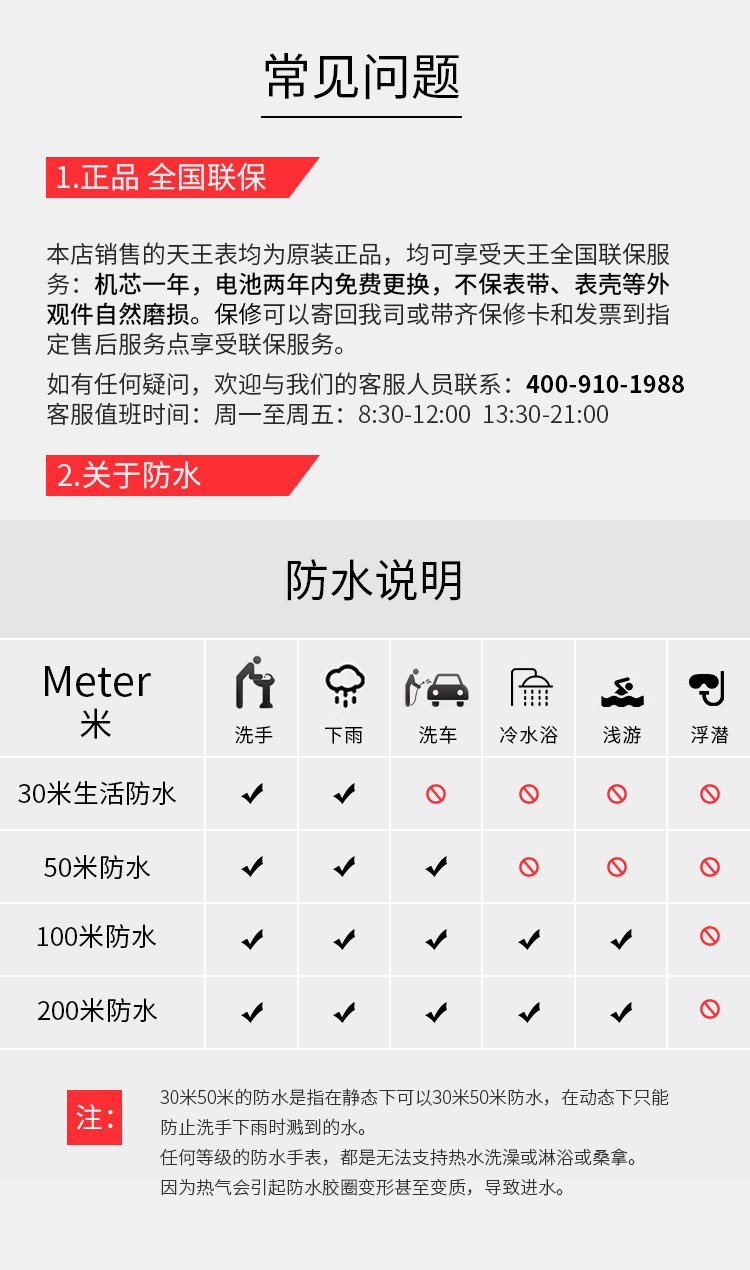 常见问题
1.正品 全国联保
本店销售的天王表均为原装正品，均可享受天王全国联保服
务：机芯一年，电池两年内免费更换，不保表带、表壳等外
观件自然磨损。保修可以寄回我司或带齐保修卡和发票到指
定售后服务点享受联保服务。
如有任何疑问，欢迎与我们的客服人员联系：400-910-1988
客服值班时间：周一至周五：8:30-12:00 13:30-21:00
2.关于防水
防水说明
Meter
米
洗手 下雨 洗车 冷水浴 浅游 浮潜
30米生活防水
50米防水
100米防水
200米防水
注：
30米50米的防水是指在静态下可以30米50米防水，在动态下只能
防止洗手下雨时溅到的水。
任何等级的防水手表，都是无法支持热水洗澡或淋浴或桑拿。
因为热气会引起防水胶圈变形甚至变质，导致进水。